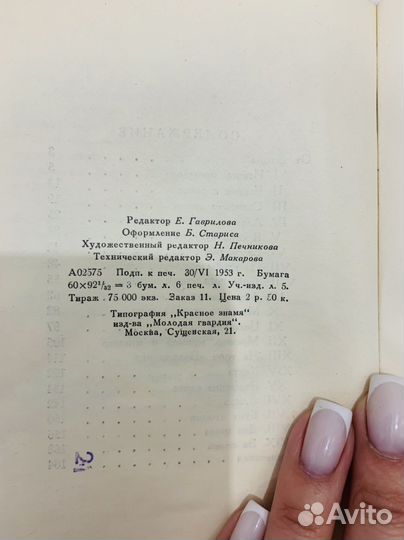 СОДЕРЖАНИЕ
Редактор Е. Гаврилова
Оформление Б. Стариса
Художественный редактор Н. Печникова
Технический редактор Э. Макарова
А02575 Подп. к печ. 30/VI 1953 г. Бумага
60×92¹/₃₂ = 3 бум. л. 6 печ. л. Уч.-изд. л. 5.
Тираж 75 000 экз. Заказ 11. Цена 2 р. 50 к.
Типография „Красное знамя"
изд-ва „Молодая гвардия".
Москва, Сущевская, 21.
Avito